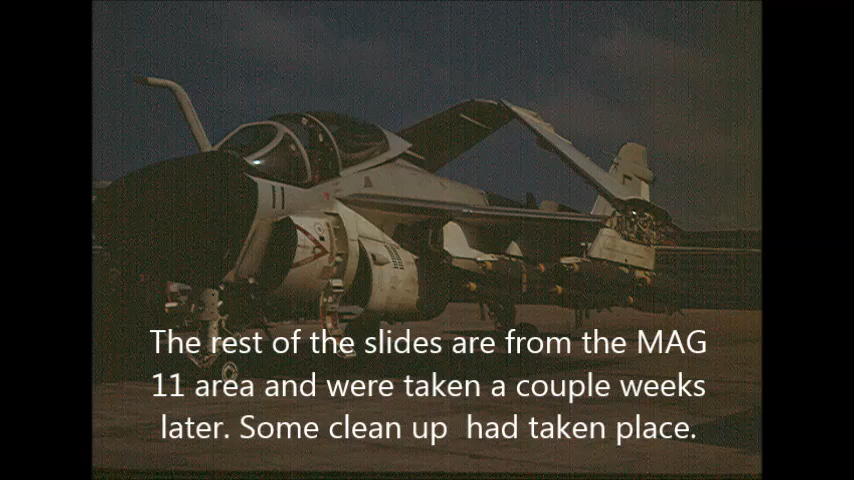 11
The rest of the slides are from the MAG
11 area and were taken a couple weeks
later. Some clean up  had taken place.